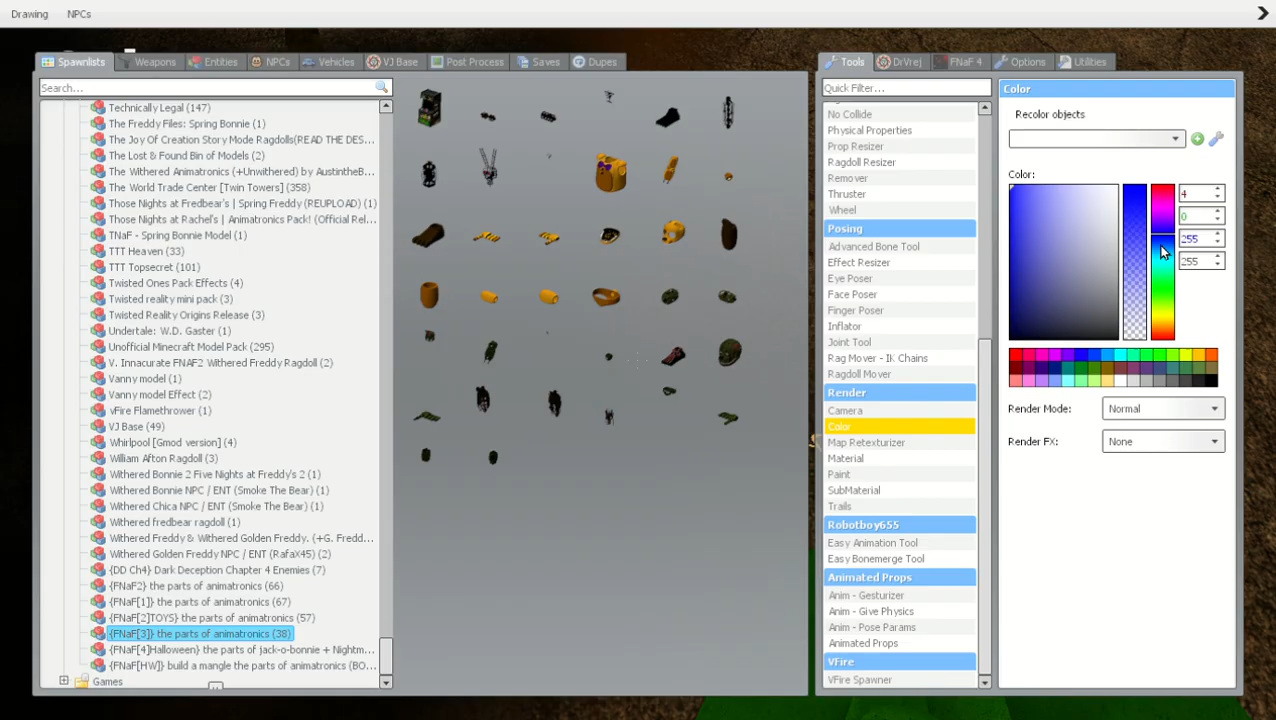 Drawing NPCs
Spawnlists Weapons Entities NPCs Vehicles VJ Base Post Process Saves Dupes
Search...
Technically Legal (147)
The Freddy Files: Spring Bonnie (1)
The Joy Of Creation Story Mode Ragdolls(READ THE DES...
The Lost & Found Bin of Models (2)
The Withered Animatronics (+Unwithered) by AustintheB...
The World Trade Center [Twin Towers] (358)
Those Nights at Fredbear's | Spring Freddy (REUPLOAD) (1)
Those Nights at Rachel's | Animatronics Pack! (Official Rel...
TNaF - Spring Bonnie Model (1)
TTT Heaven (33)
TTT Topsecret (101)
Twisted Ones Pack Effects (4)
Twisted reality mini pack (3)
Twisted Reality Origins Release (3)
Undertale: W.D. Gaster (1)
Unofficial Minecraft Model Pack (295)
V. Innacurate FNAF2 Withered Freddy Ragdoll (2)
Vanny model (1)
Vanny model Effect (2)
vFire Flamethrower (1)
VJ Base (49)
Whirlpool [Gmod version] (4)
William Afton Ragdoll (3)
Withered Bonnie 2 Five Nights at Freddy's 2 (1)
Withered Bonnie NPC / ENT (Smoke The Bear) (1)
Withered Chica NPC / ENT (Smoke The Bear) (1)
Withered fredbear ragdoll (1)
Withered Freddy & Withered Golden Freddy. (+G. Fredd...
Withered Golden Freddy NPC / ENT (RafaX45) (2)
{DD Ch4} Dark Deception Chapter 4 Enemies (7)
{FNaF2} the parts of animatronics (66)
{FNaF[1]} the parts of animatronics (67)
{FNaF[2]TOYS} the parts of animatronics (57)
{FNaF[3]} the parts of animatronics (38)
{FNaF[4]Halloween} the parts of jack-o-bonnie + Nightm...
{FNaF[HW]} build a mangle the parts of animatronics (BO...
Games
Tools DrVrej FNaF 4 Options Utilities
Quick Filter...
No Collide
Physical Properties
Prop Resizer
Ragdoll Resizer
Remover
Thruster
Wheel
Posing
Advanced Bone Tool
Effect Resizer
Eye Poser
Face Poser
Finger Poser
Inflator
Joint Tool
Rag Mover - IK Chains
Ragdoll Mover
Render
Camera
Color
Map Retexturizer
Material
Paint
SubMaterial
Trails
Robotboy655
Easy Animation Tool
Easy Bonemerge Tool
Animated Props
Anim - Gesturizer
Anim - Give Physics
Anim - Pose Params
Animated Props
VFire
VFire Spawner
Color
Recolor objects
Color:
4
0
255
255
Render Mode: Normal
Render FX: None